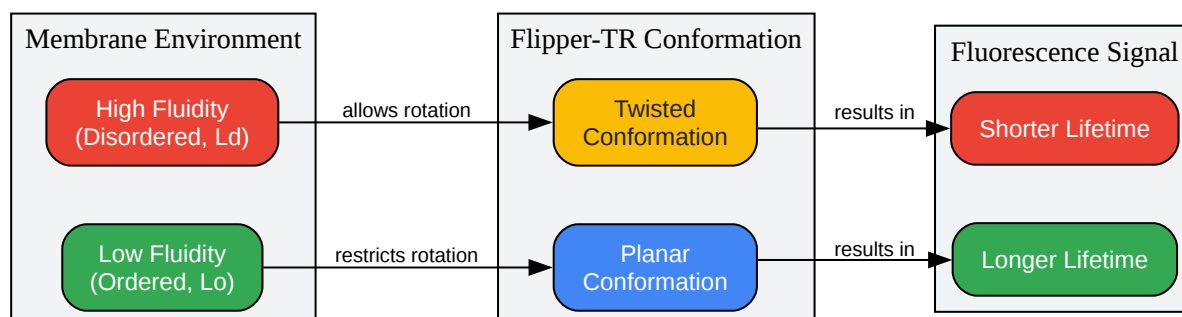 Membrane Environment
High Fluidity
(Disordered, Ld)
Low Fluidity
(Ordered, Lo)
allows rotation
restricts rotation
Flipper-TR Conformation
Twisted
Conformation
Planar
Conformation
results in
results in
Fluorescence Signal
Shorter Lifetime
Longer Lifetime